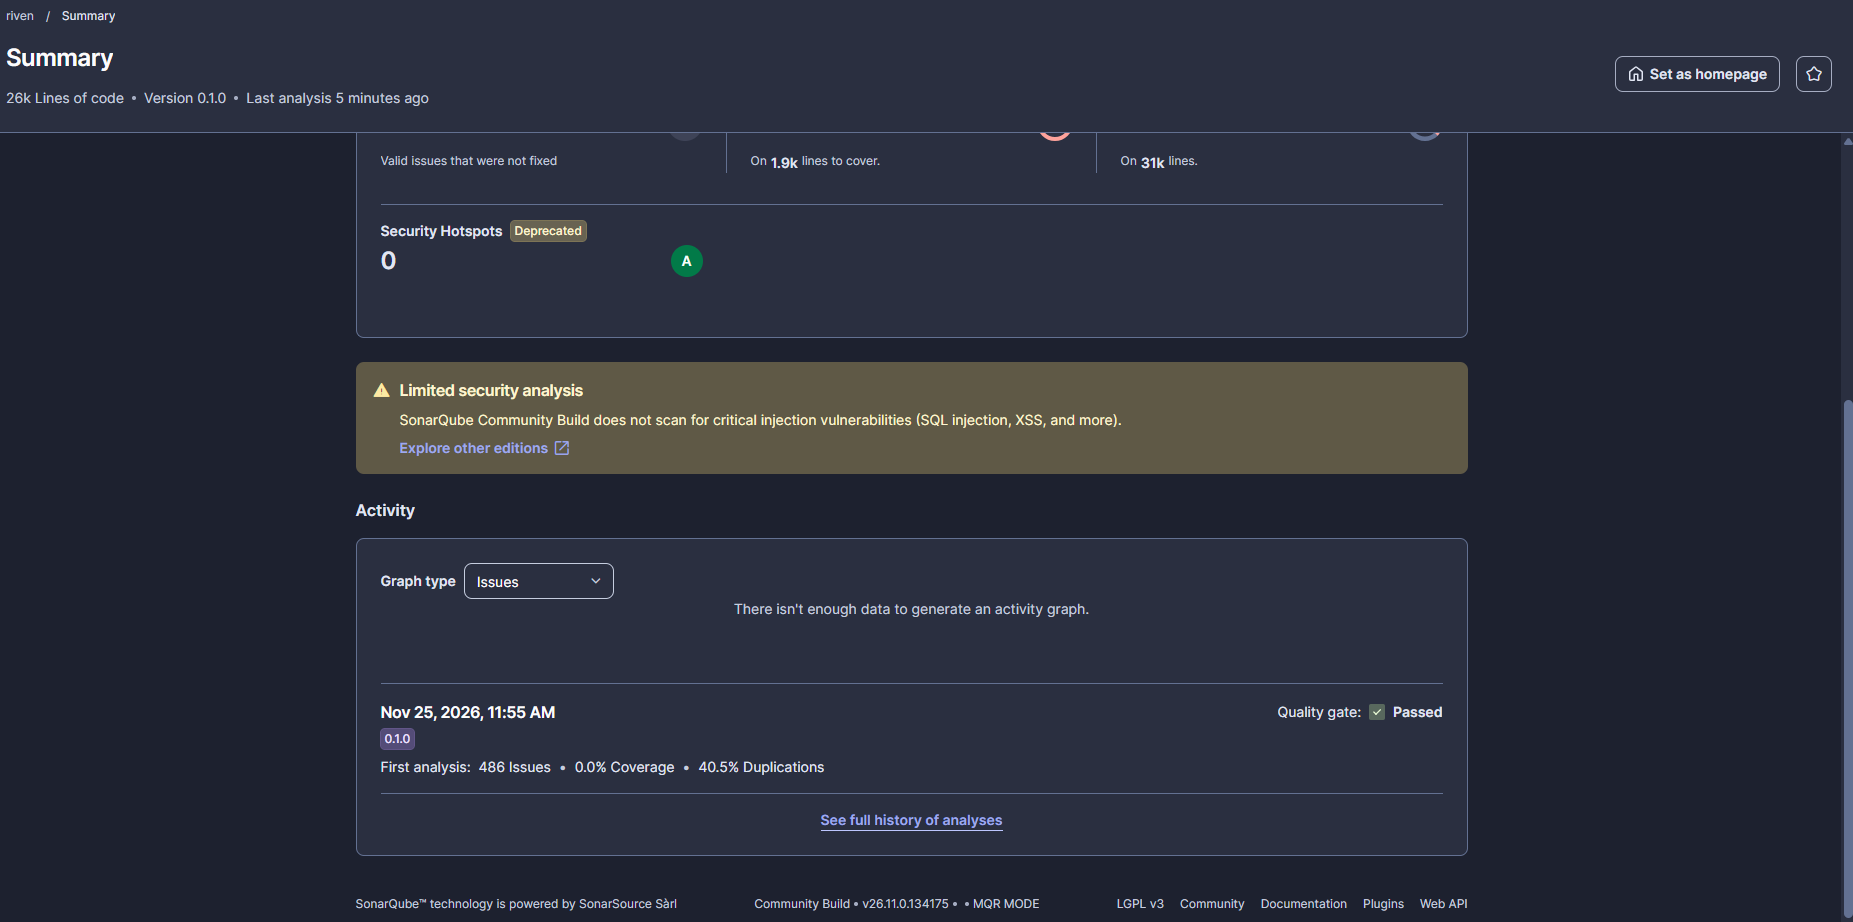 riven / Summary
Summary
26k Lines of code • Version 0.1.0 • Last analysis 5 minutes ago
Set as homepage
Valid issues that were not fixed
On 1.9k lines to cover.
On 31k lines.
Security Hotspots Deprecated
0
A
Limited security analysis
SonarQube Community Build does not scan for critical injection vulnerabilities (SQL injection, XSS, and more).
Explore other editions
Activity
Graph type Issues
There isn't enough data to generate an activity graph.
Nov 25, 2026, 11:55 AM
Quality gate: Passed
0.1.0
First analysis: 486 Issues • 0.0% Coverage • 40.5% Duplications
See full history of analyses
SonarQube™ technology is powered by SonarSource Sàrl
Community Build • v26.11.0.134175 • • MQR MODE
LGPL v3 Community Documentation Plugins Web API